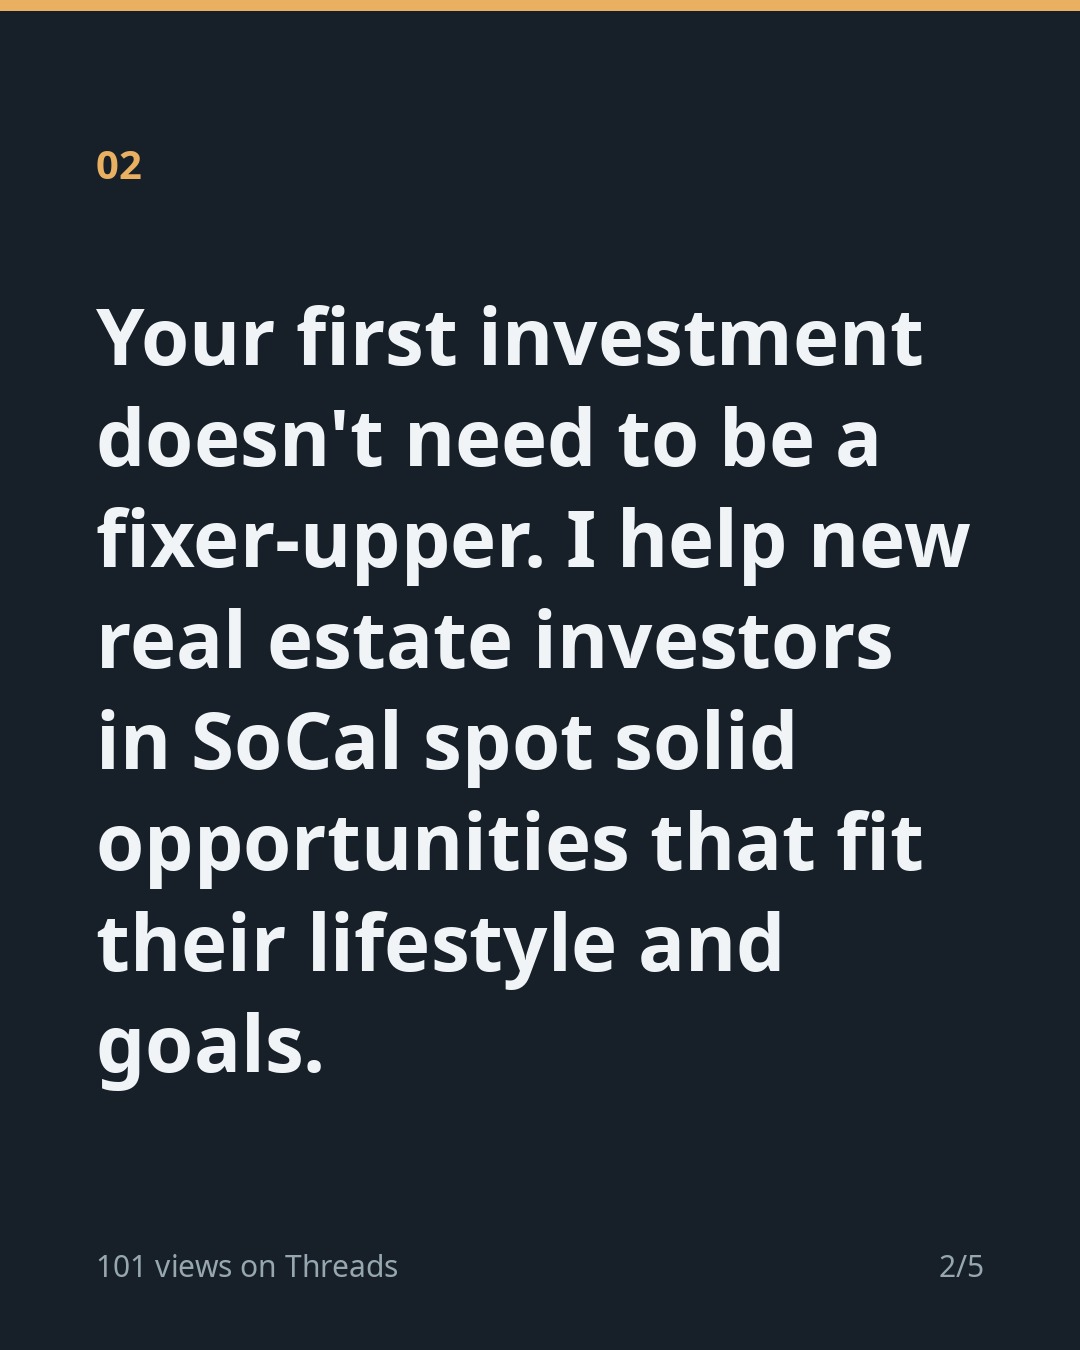 02
Your first investment
doesn't need to be a
fixer-upper. I help new
real estate investors
in SoCal spot solid
opportunities that fit
their lifestyle and
goals.
101 views on Threads
2/5